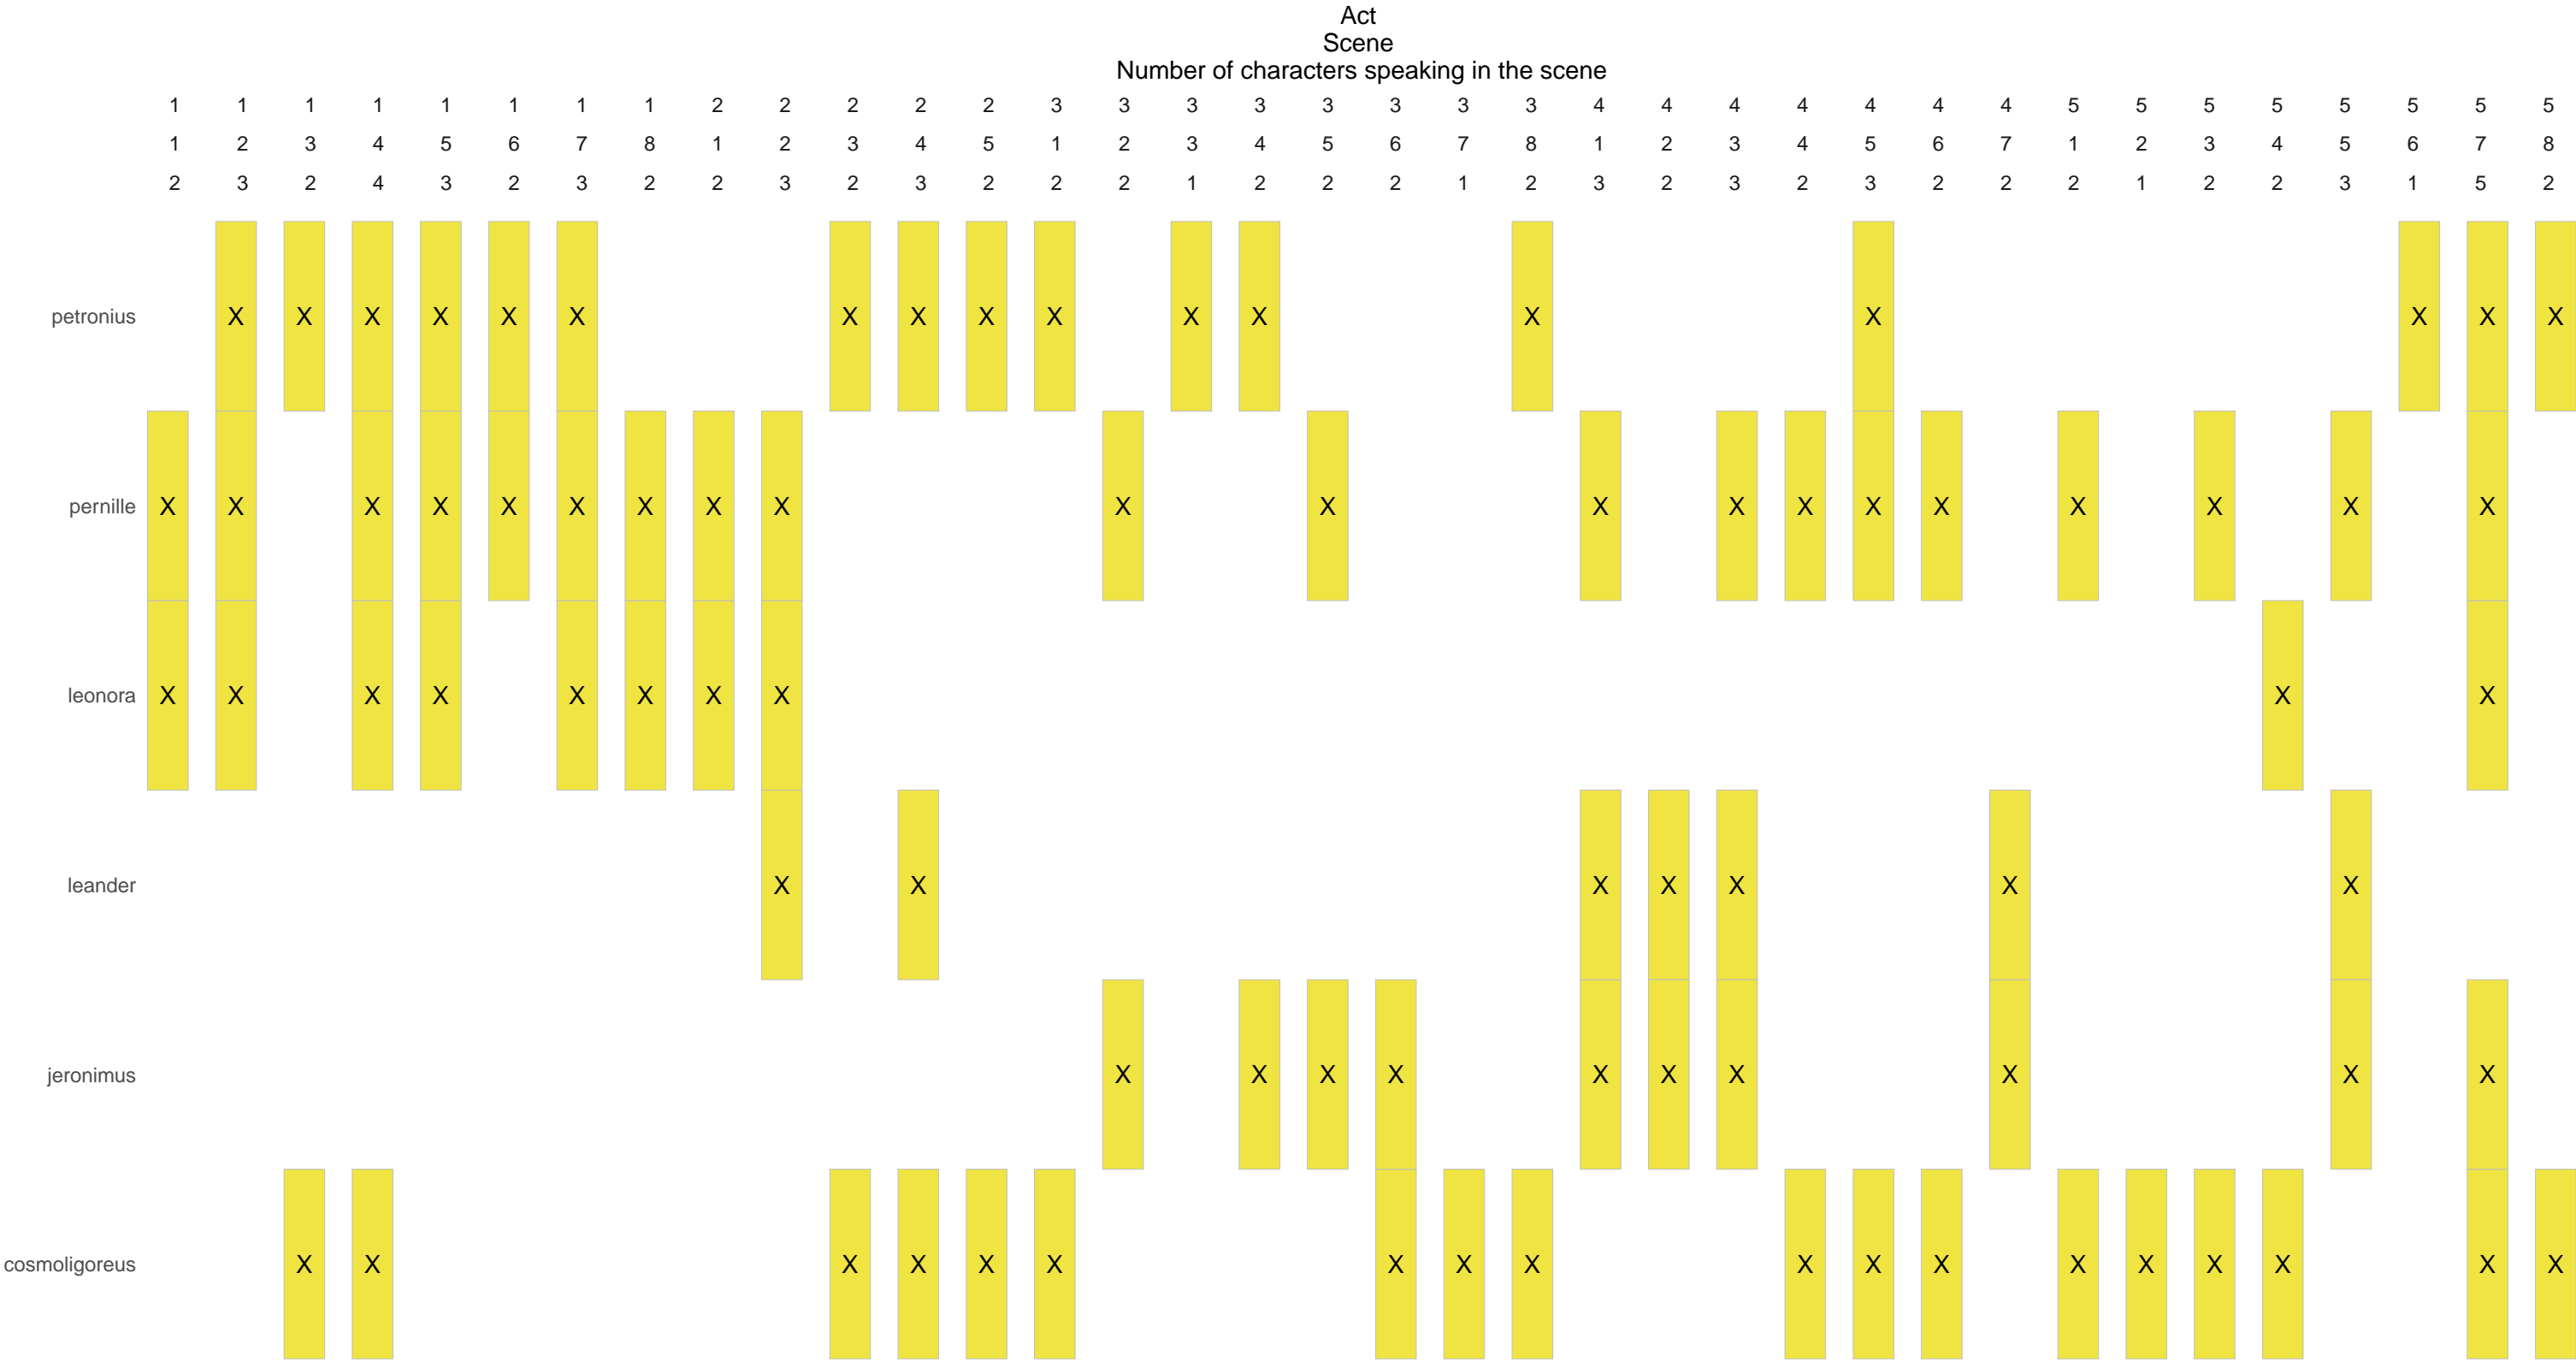 Act
Scene
Number of characters speaking in the scene
1 1 1 1 1 1 1 1 2 2 2 2 2 3 3 3 3 3 3 3 3 4 4 4 4 4 4 4 5 5 5 5 5 5 5 5
1 2 3 4 5 6 7 8 1 2 3 4 5 1 2 3 4 5 6 7 8 1 2 3 4 5 6 7 1 2 3 4 5 6 7 8
2 3 2 4 3 2 3 2 2 3 2 3 2 2 2 1 2 2 2 1 2 3 2 3 2 3 2 2 2 1 2 2 3 1 5 2
petronius X X X X X X X X X X X X X X X X X
pernille X X X X X X X X X X X X X X X X X X X X
leonora X X X X X X X X X X
leander X X X X X X X
jeronimus X X X X X X X X X X
cosmoligoreus X X X X X X X X X X X X X X X X X X